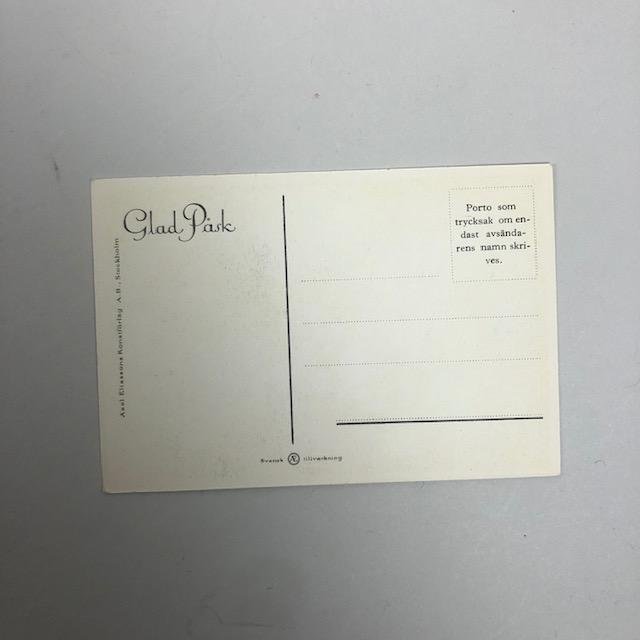 Glad Påsk
Axel Eliassons Konstförlag A.B., Stockholm
Porto som
trycksak om en-
dast avsända-
rens namn skri-
ves.
Svensk Æ tillverkning